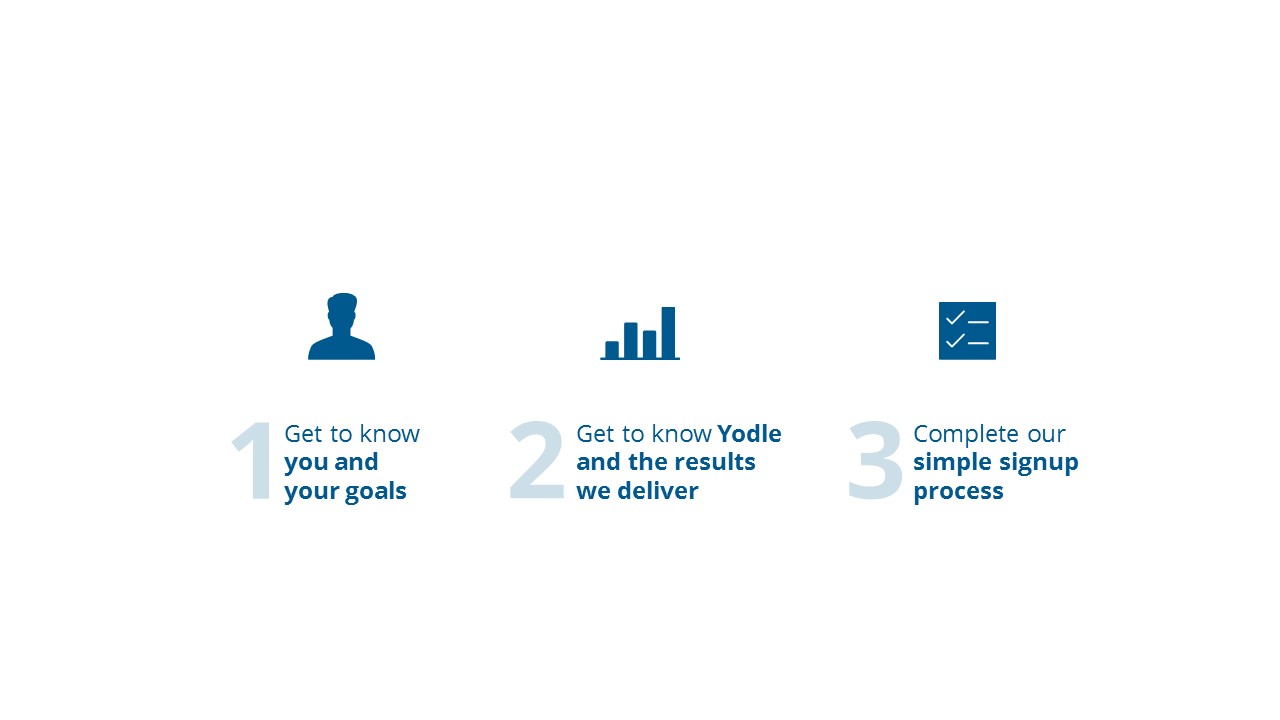 1
Get to know
you and
your goals
2
Get to know Yodle
and the results
we deliver
3
Complete our
simple signup
process